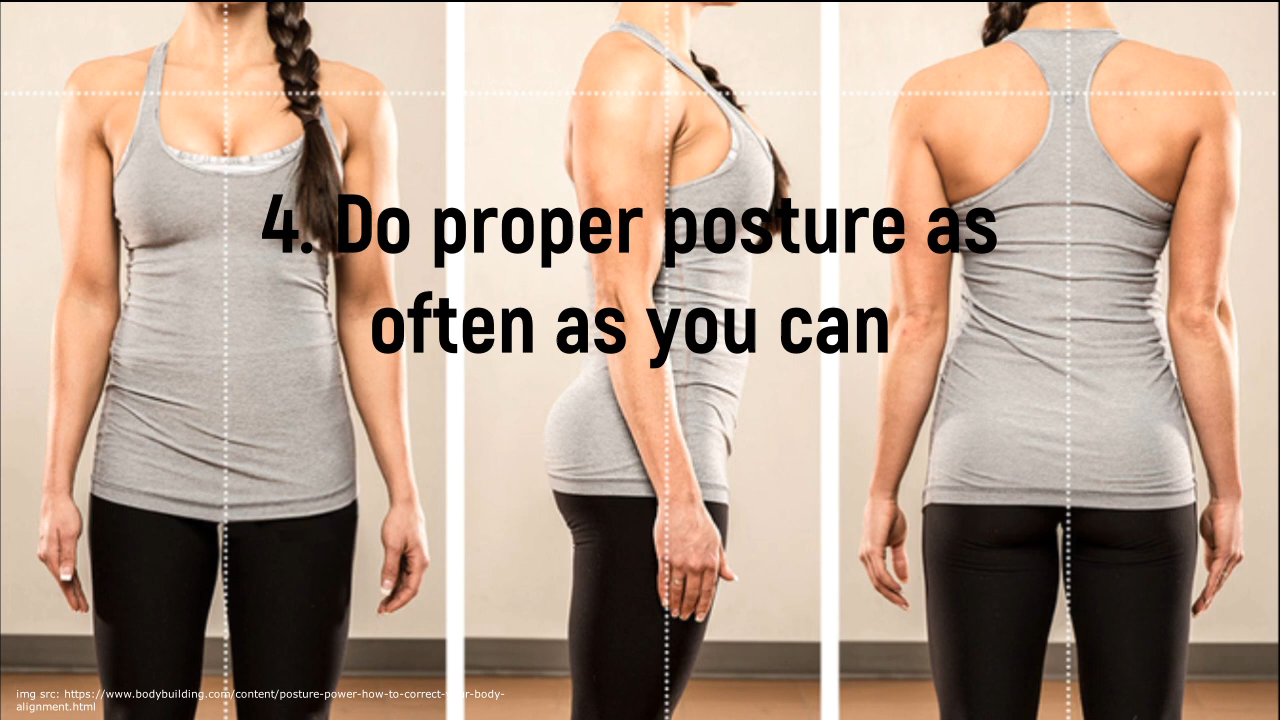 4. Do proper posture as
often as you can
img src: https://www.bodybuilding.com/content/posture-power-how-to-correct-your-body-
alignment.html